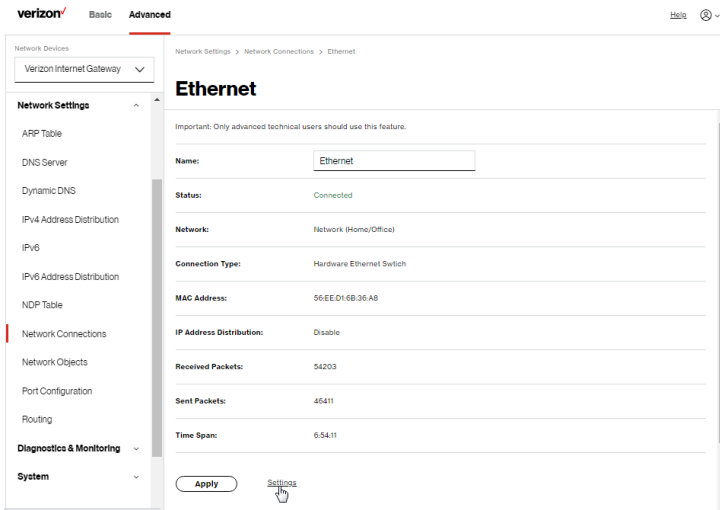 verizon✓ Basic Advanced Help
Network Devices
Verizon Internet Gateway
Network Settings
ARP Table
DNS Server
Dynamic DNS
IPv4 Address Distribution
IPv6
IPv6 Address Distribution
NDP Table
Network Connections
Network Objects
Port Configuration
Routing
Diagnostics & Monitoring
System
Network Settings > Network Connections > Ethernet
Ethernet
Important: Only advanced technical users should use this feature.
Name: Ethernet
Status: Connected
Network: Network (Home/Office)
Connection Type: Hardware Ethernet Swtich
MAC Address: 56:EE:D1:6B:36:A8
IP Address Distribution: Disable
Received Packets: 54203
Sent Packets: 46411
Time Span: 6:54:11
Apply Settings